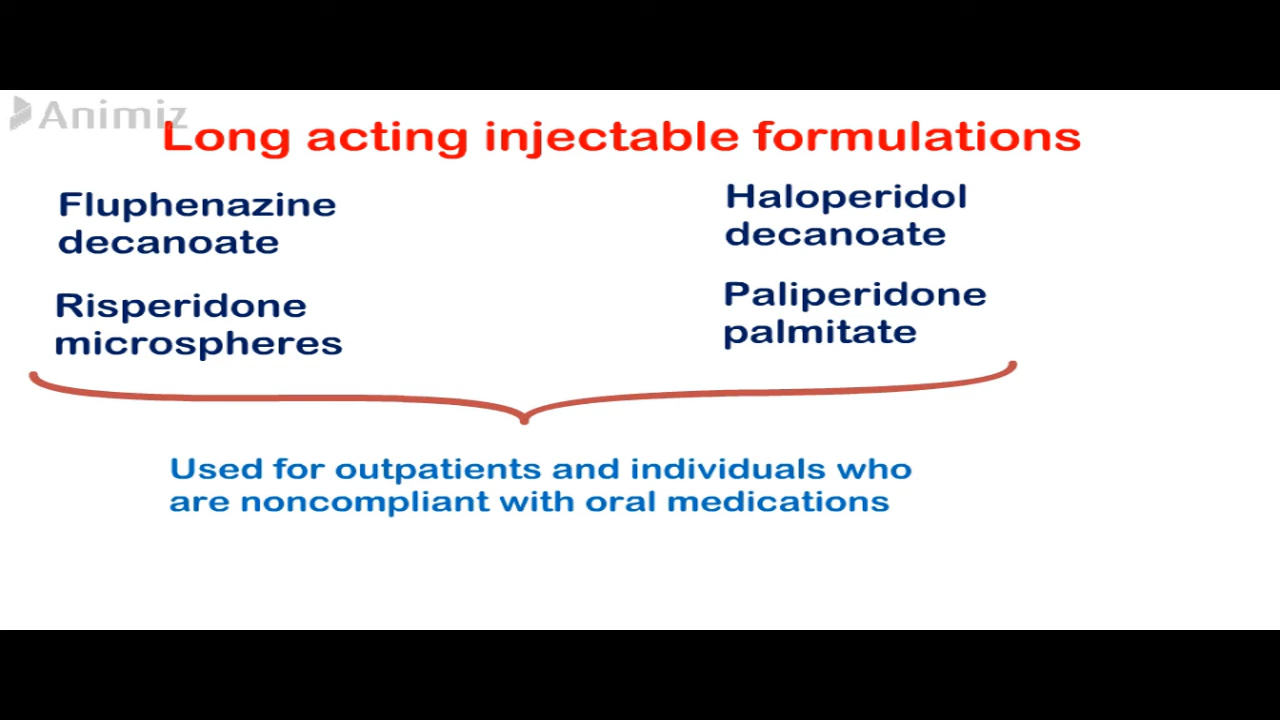 Animiz
Long acting injectable formulations
Fluphenazine
decanoate
Haloperidol
decanoate
Risperidone
microspheres
Paliperidone
palmitate
Used for outpatients and individuals who
are noncompliant with oral medications